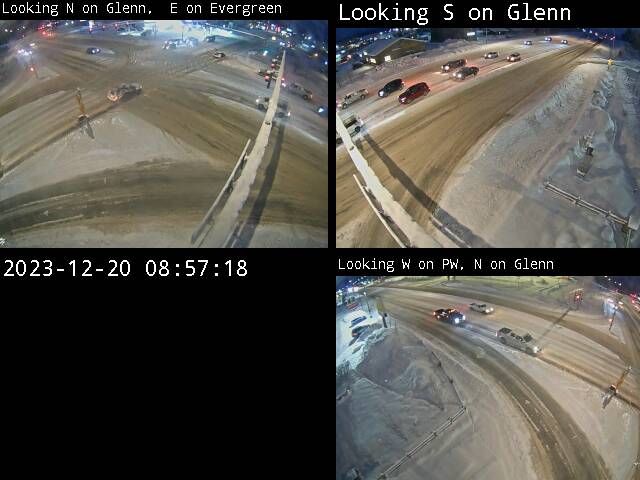 Looking N on Glenn,  E on Evergreen
Looking S on Glenn
2023-12-20 08:57:18
Looking W on PW, N on Glenn